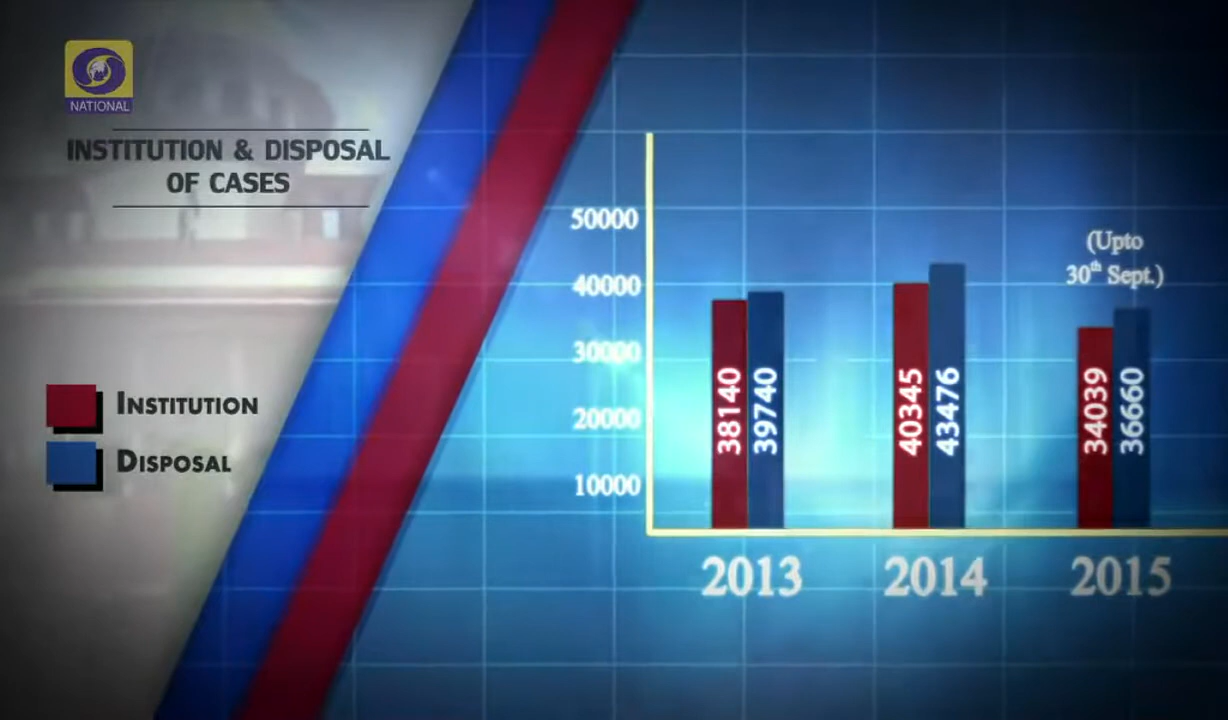 NATIONAL
INSTITUTION & DISPOSAL
OF CASES
INSTITUTION
DISPOSAL
50000
40000
30000
20000
10000
38140
39740
40345
43476
(Upto
30th Sept.)
34039
36660
2013
2014
2015